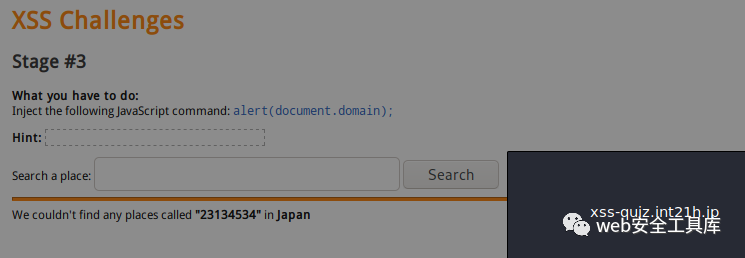 XSS Challenges
Stage #3
What you have to do:
Inject the following JavaScript command: alert(document.domain);
Hint:
Search a place: Search
We couldn't find any places called "23134534" in Japan
xss-quiz.int21h.jp
web安全工具库